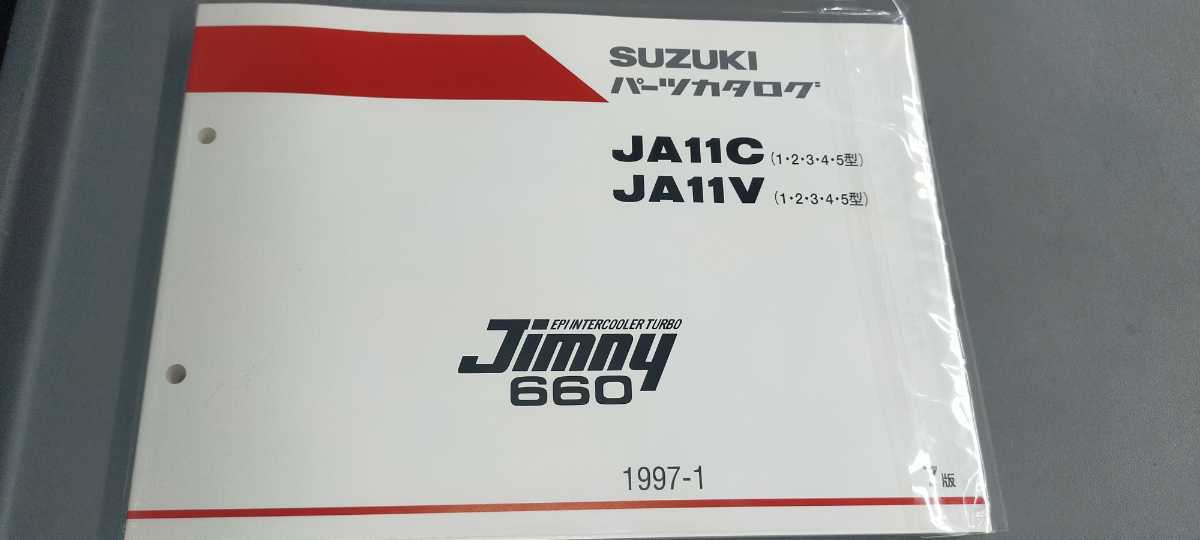 SUZUKI
パーツカタログ
JA11C (1・2・3・4・5型)
JA11V (1・2・3・4・5型)
EPI INTERCOOLER TURBO
Jimny
660
1997-1
7版